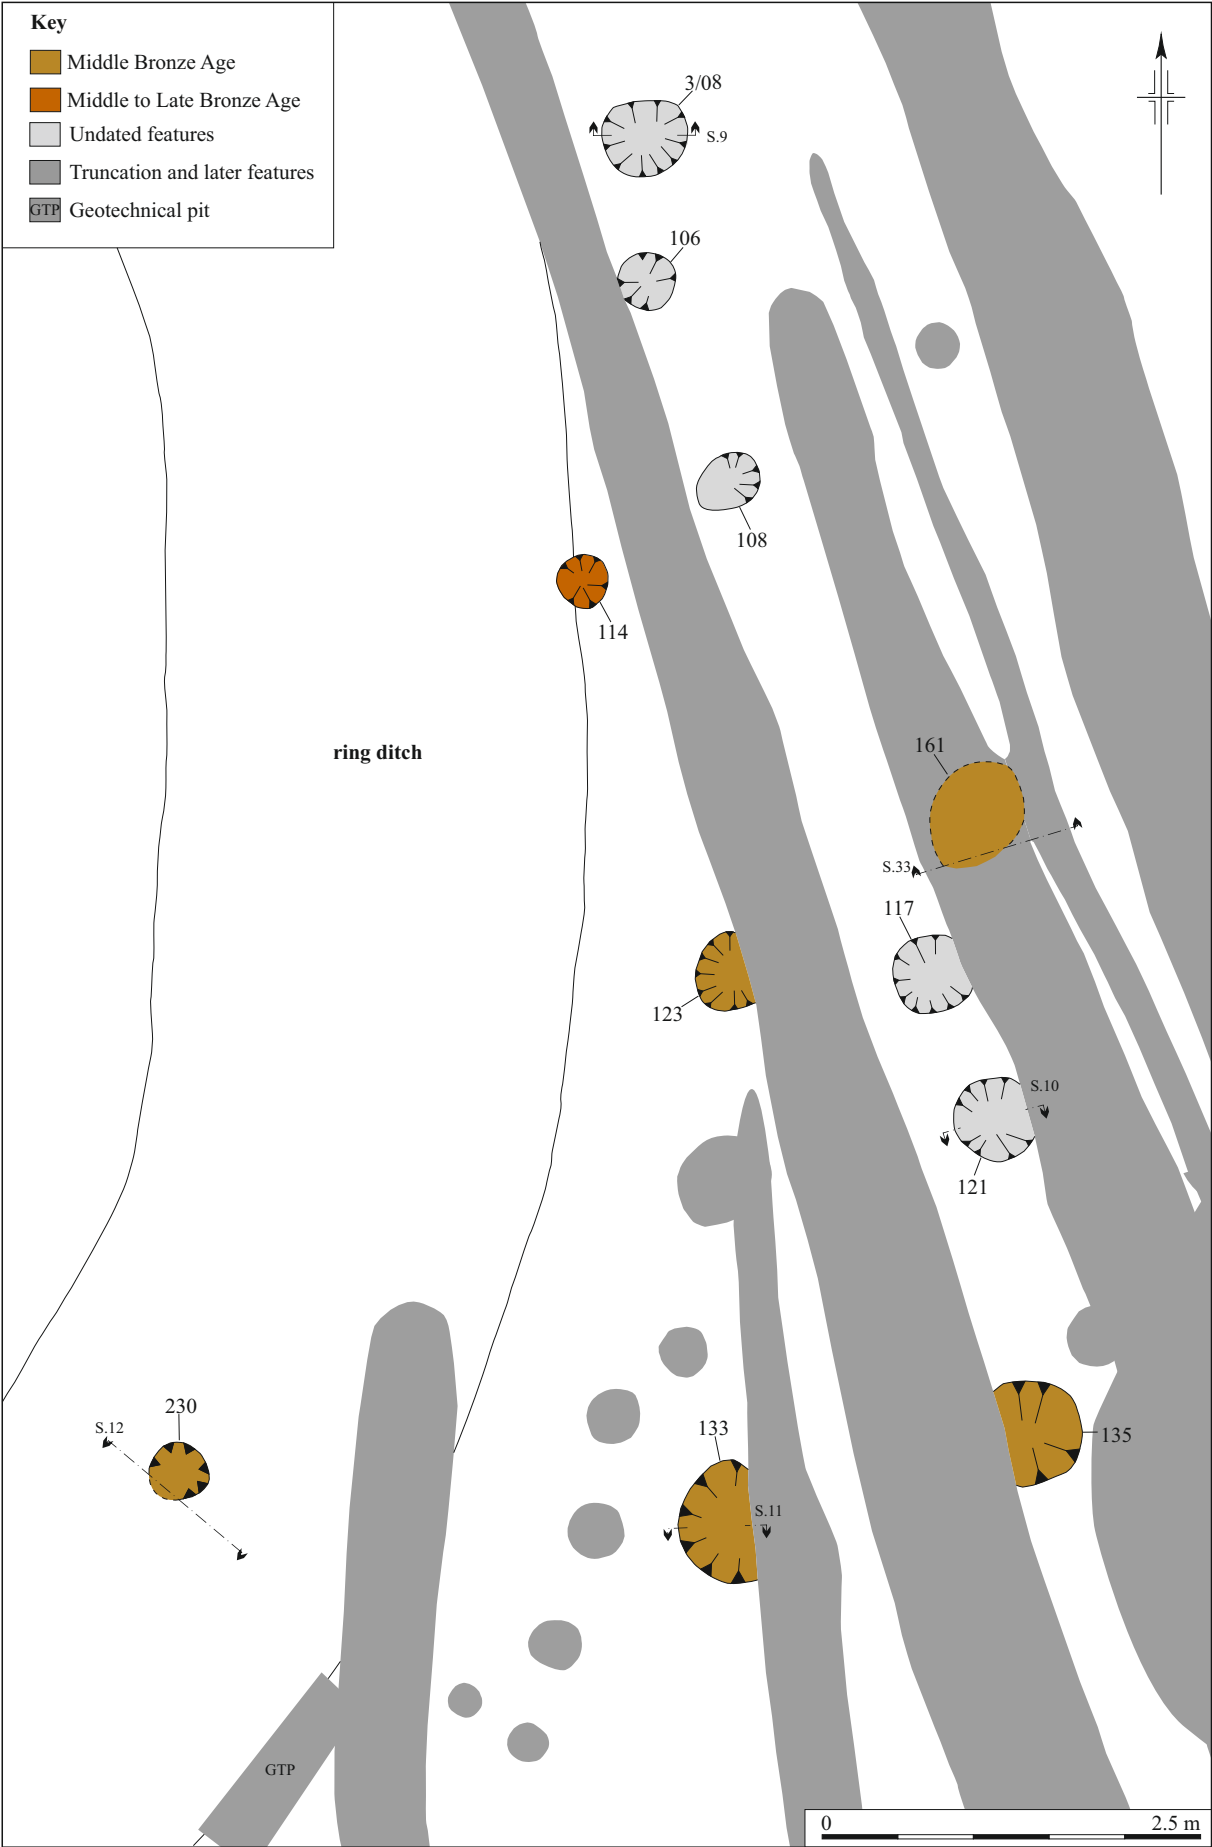 Key
Middle Bronze Age
Middle to Late Bronze Age
Undated features
Truncation and later features
GTP Geotechnical pit
3/08
S.9
106
108
114
ring ditch
161
S.33
117
123
S.10
121
230
S.12
133
135
S.11
GTP
0 2.5 m